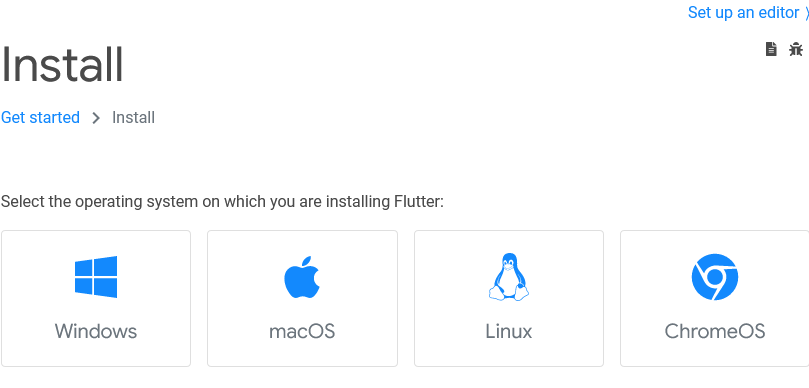 Set up an editor
Install
Get started > Install
Select the operating system on which you are installing Flutter:
Windows macOS Linux ChromeOS